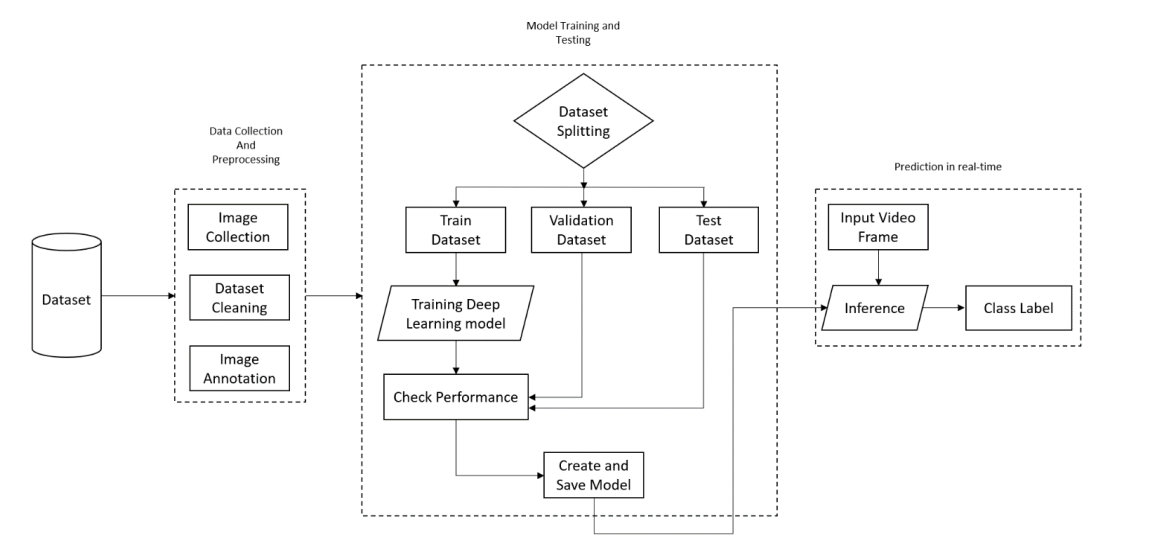 Model Training and
Testing
Data Collection
And
Preprocessing
Prediction in real-time
Dataset
Image
Collection
Dataset
Cleaning
Image
Annotation
Dataset
Splitting
Train
Dataset
Validation
Dataset
Test
Dataset
Training Deep
Learning model
Check Performance
Create and
Save Model
Input Video
Frame
Inference
Class Label